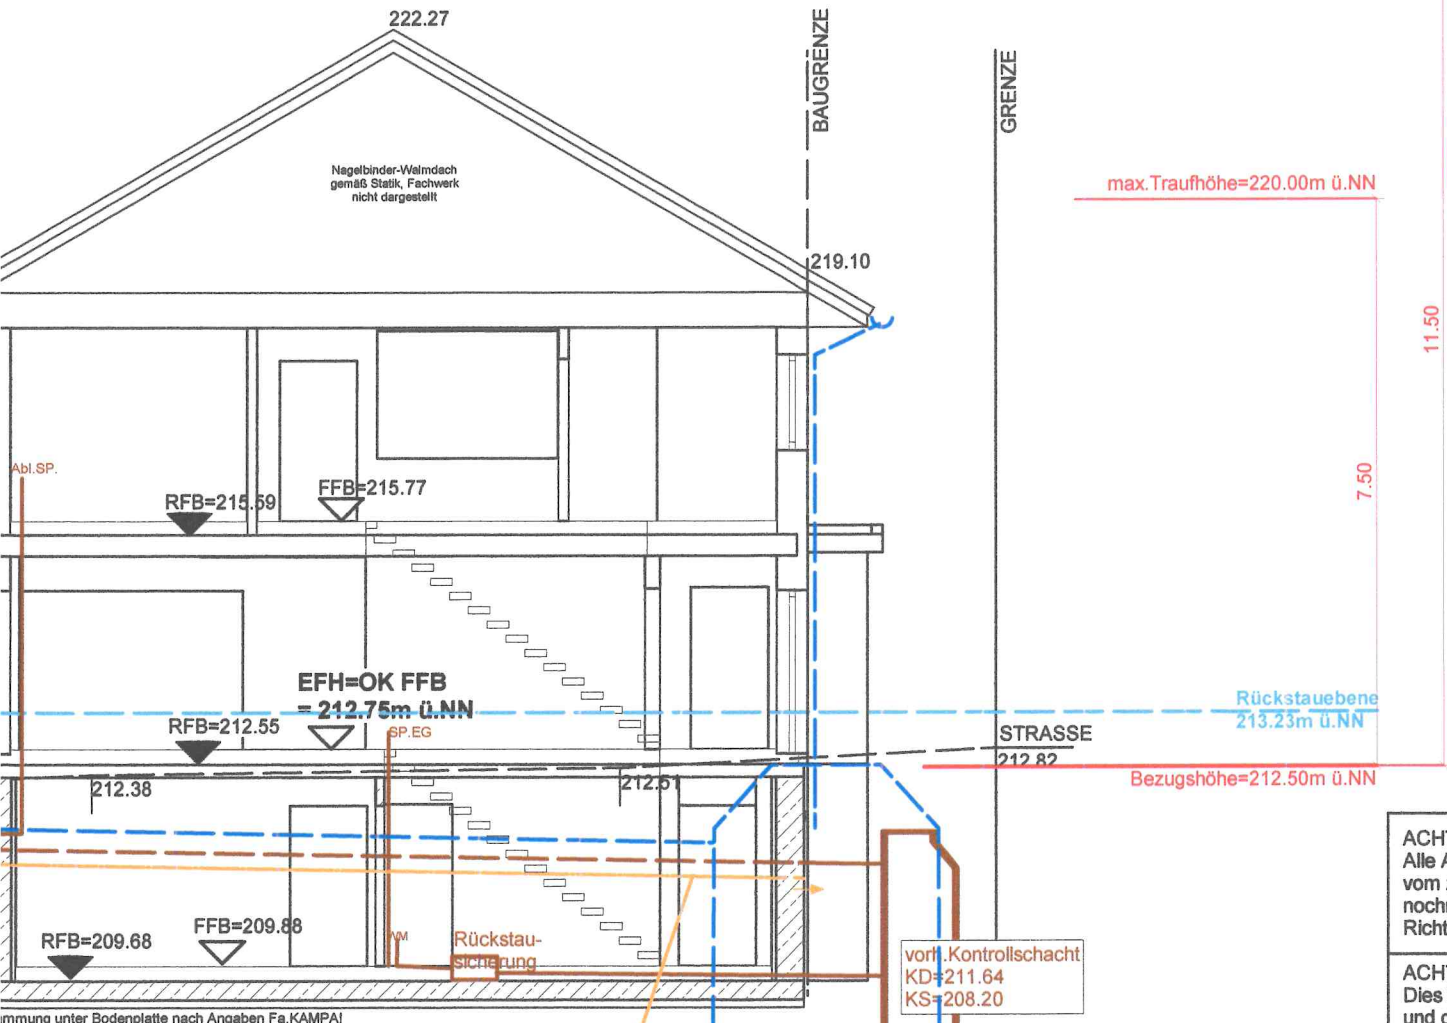 222.27
BAUGRENZE
GRENZE
Nagelbinder-Walmdach
gemäß Statik, Fachwerk
nicht dargestellt
max.Traufhöhe=220.00m ü.NN
219.10
11.50
7.50
Abl.SP.
RFB=215.59
FFB=215.77
EFH=OK FFB
= 212.75m ü.NN
RFB=212.55
SP.EG
Rückstauebene
213.23m ü.NN
STRASSE
212.82
Bezugshöhe=212.50m ü.NN
212.38
212.51
ACH
Alle
vom
noch
Richt
RFB=209.68
FFB=209.88
WM
Rückstau-
sicherung
vorh.Kontrollschacht
KD=211.64
KS=208.20
ACH
Dies
und
mmung unter Bodenplatte nach Angaben Fa.KAMPA!